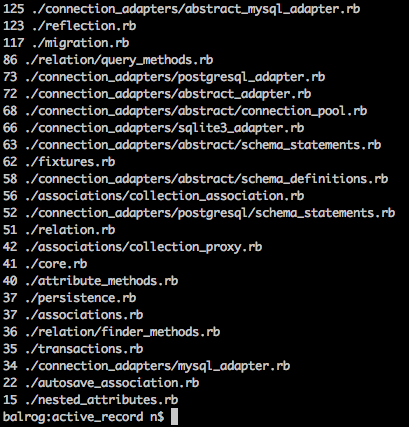 125 ./connection_adapters/abstract_mysql_adapter.rb
123 ./reflection.rb
117 ./migration.rb
86 ./relation/query_methods.rb
73 ./connection_adapters/postgresql_adapter.rb
72 ./connection_adapters/abstract_adapter.rb
68 ./connection_adapters/abstract/connection_pool.rb
66 ./connection_adapters/sqlite3_adapter.rb
63 ./connection_adapters/abstract/schema_statements.rb
62 ./fixtures.rb
58 ./connection_adapters/abstract/schema_definitions.rb
56 ./associations/collection_association.rb
52 ./connection_adapters/postgresql/schema_statements.rb
51 ./relation.rb
42 ./associations/collection_proxy.rb
41 ./core.rb
40 ./attribute_methods.rb
37 ./persistence.rb
37 ./associations.rb
36 ./relation/finder_methods.rb
35 ./transactions.rb
34 ./connection_adapters/mysql_adapter.rb
22 ./autosave_association.rb
15 ./nested_attributes.rb
balrog:active_record n$